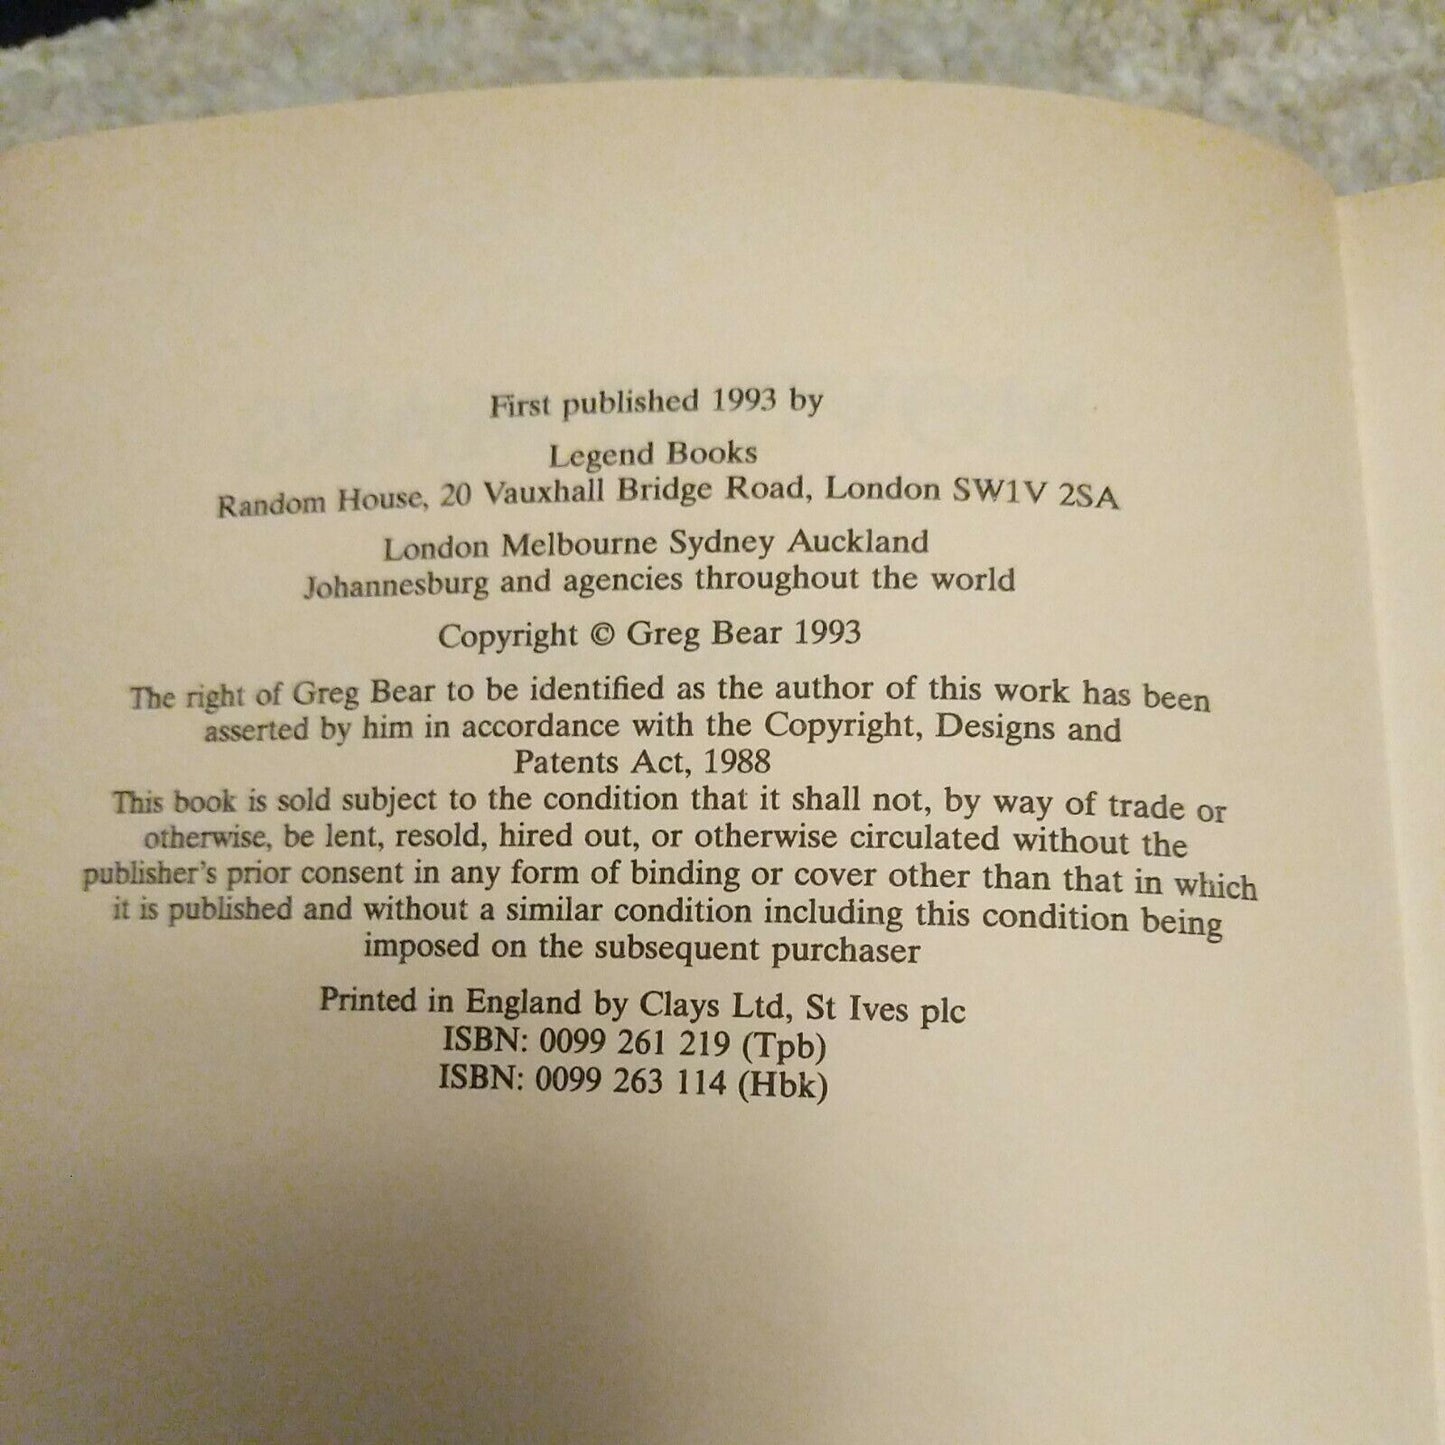 First published 1993 by
Legend Books
Random House, 20 Vauxhall Bridge Road, London SW1V 2SA
London Melbourne Sydney Auckland
Johannesburg and agencies throughout the world
Copyright © Greg Bear 1993
The right of Greg Bear to be identified as the author of this work has been
asserted by him in accordance with the Copyright, Designs and
Patents Act, 1988
This book is sold subject to the condition that it shall not, by way of trade or
otherwise, be lent, resold, hired out, or otherwise circulated without the
publisher's prior consent in any form of binding or cover other than that in which
it is published and without a similar condition including this condition being
imposed on the subsequent purchaser
Printed in England by Clays Ltd, St Ives plc
ISBN: 0099 261 219 (Tpb)
ISBN: 0099 263 114 (Hbk)